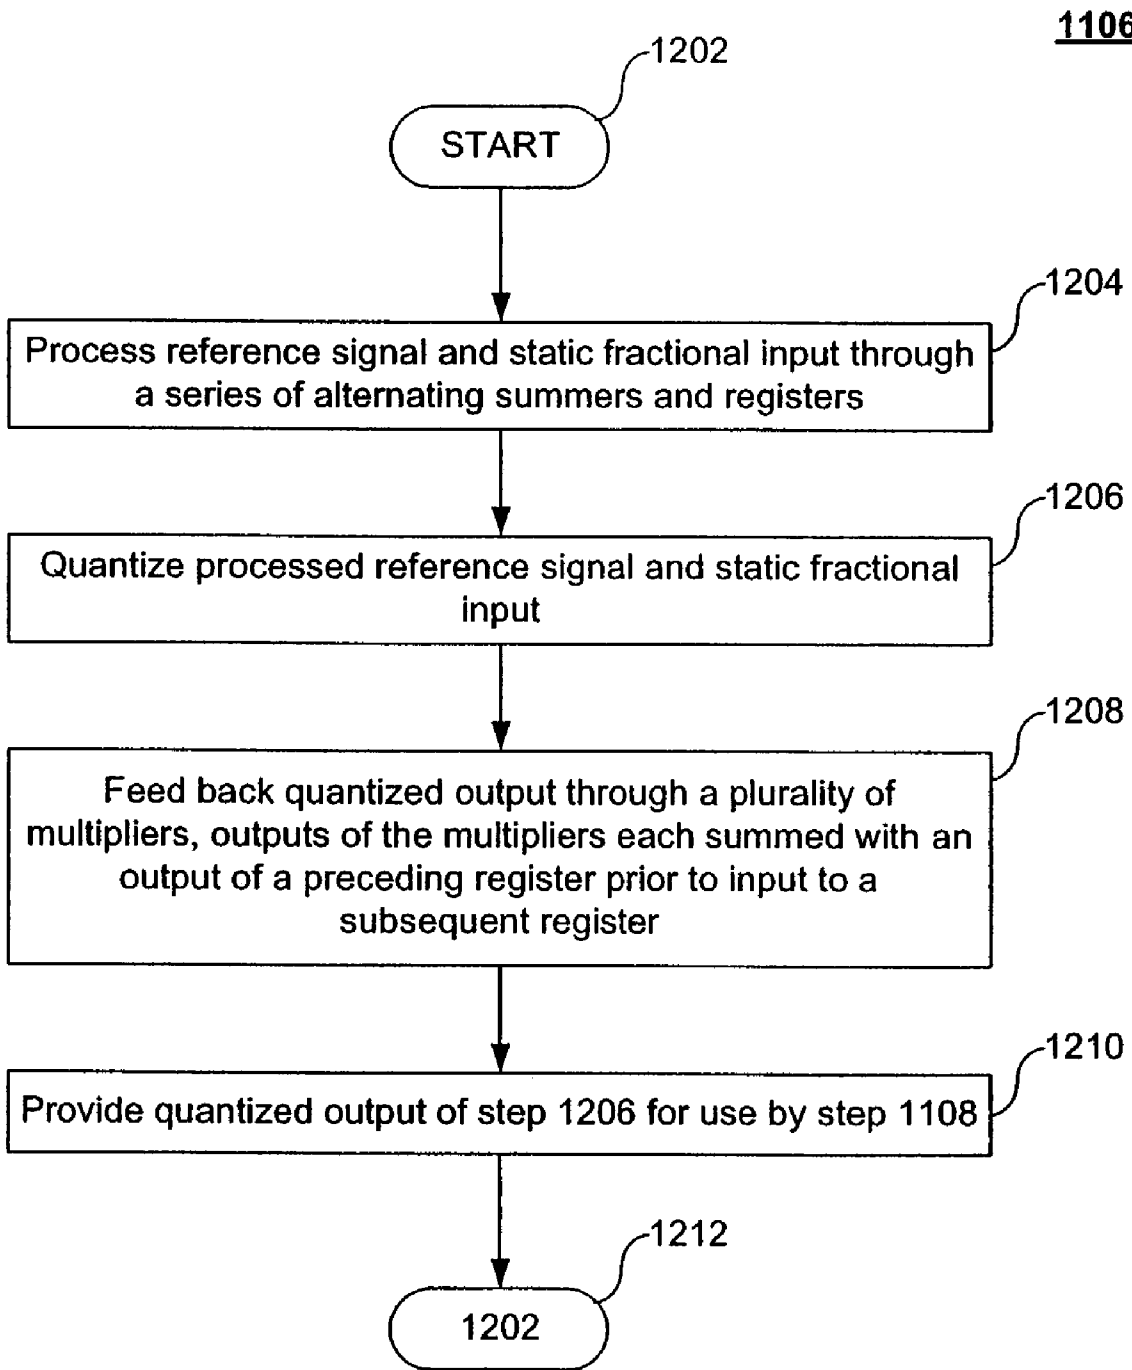 1106
1202
START
1204
Process reference signal and static fractional input through
a series of alternating summers and registers
1206
Quantize processed reference signal and static fractional
input
1208
Feed back quantized output through a plurality of
multipliers, outputs of the multipliers each summed with an
output of a preceding register prior to input to a
subsequent register
1210
Provide quantized output of step 1206 for use by step 1108
1212
1202